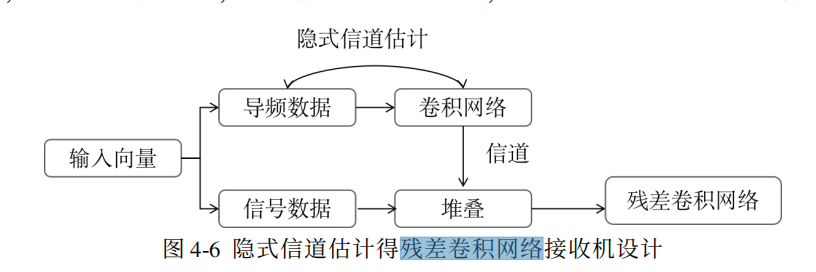 隐式信道估计
导频数据
卷积网络
输入向量
信道
信号数据
堆叠
残差卷积网络
图 4-6 隐式信道估计得残差卷积网络接收机设计